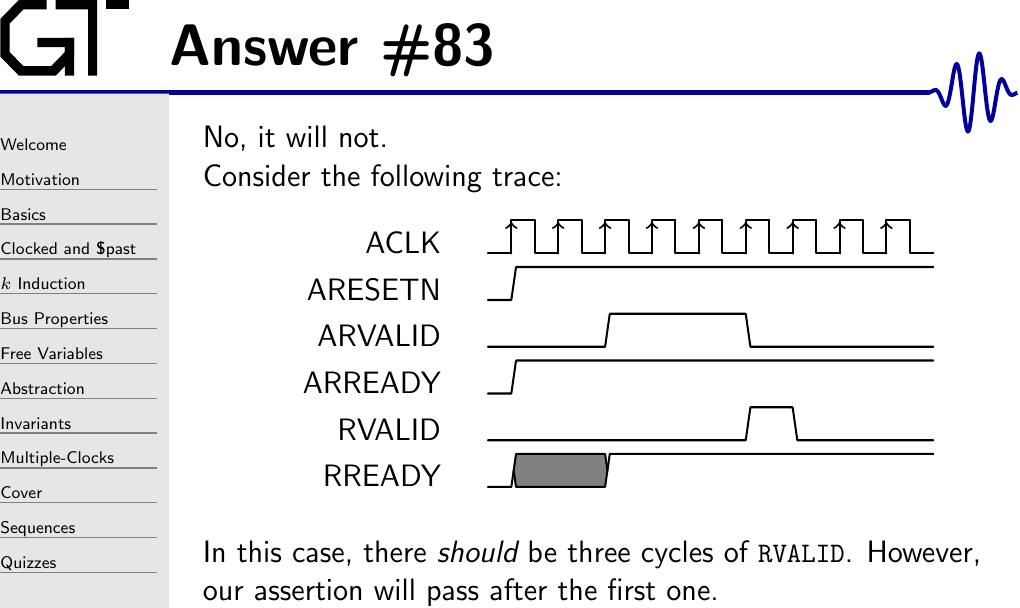 GT
Answer #83
Welcome
Motivation
Basics
Clocked and $past
k Induction
Bus Properties
Free Variables
Abstraction
Invariants
Multiple-Clocks
Cover
Sequences
Quizzes
No, it will not.
Consider the following trace:
ACLK
ARESETN
ARVALID
ARREADY
RVALID
RREADY
In this case, there should be three cycles of RVALID. However,
our assertion will pass after the first one.